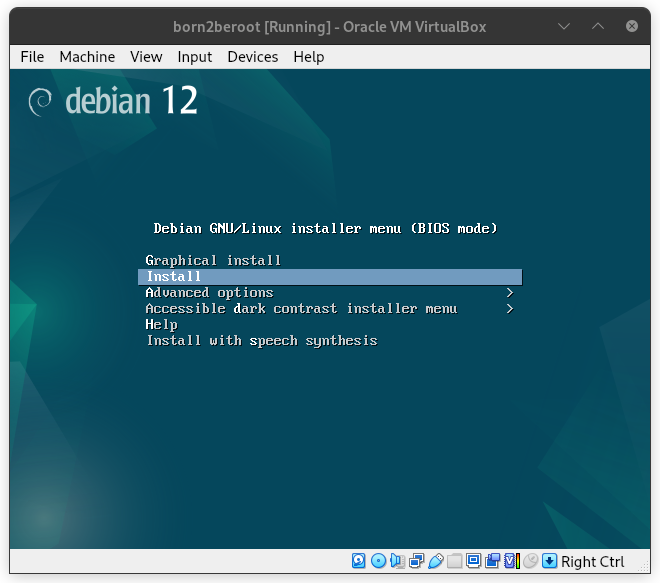 born2beroot [Running] - Oracle VM VirtualBox
File Machine View Input Devices Help
debian 12
Debian GNU/Linux installer menu (BIOS mode)
Graphical install
Install
Advanced options >
Accessible dark contrast installer menu >
Help
Install with speech synthesis
Right Ctrl